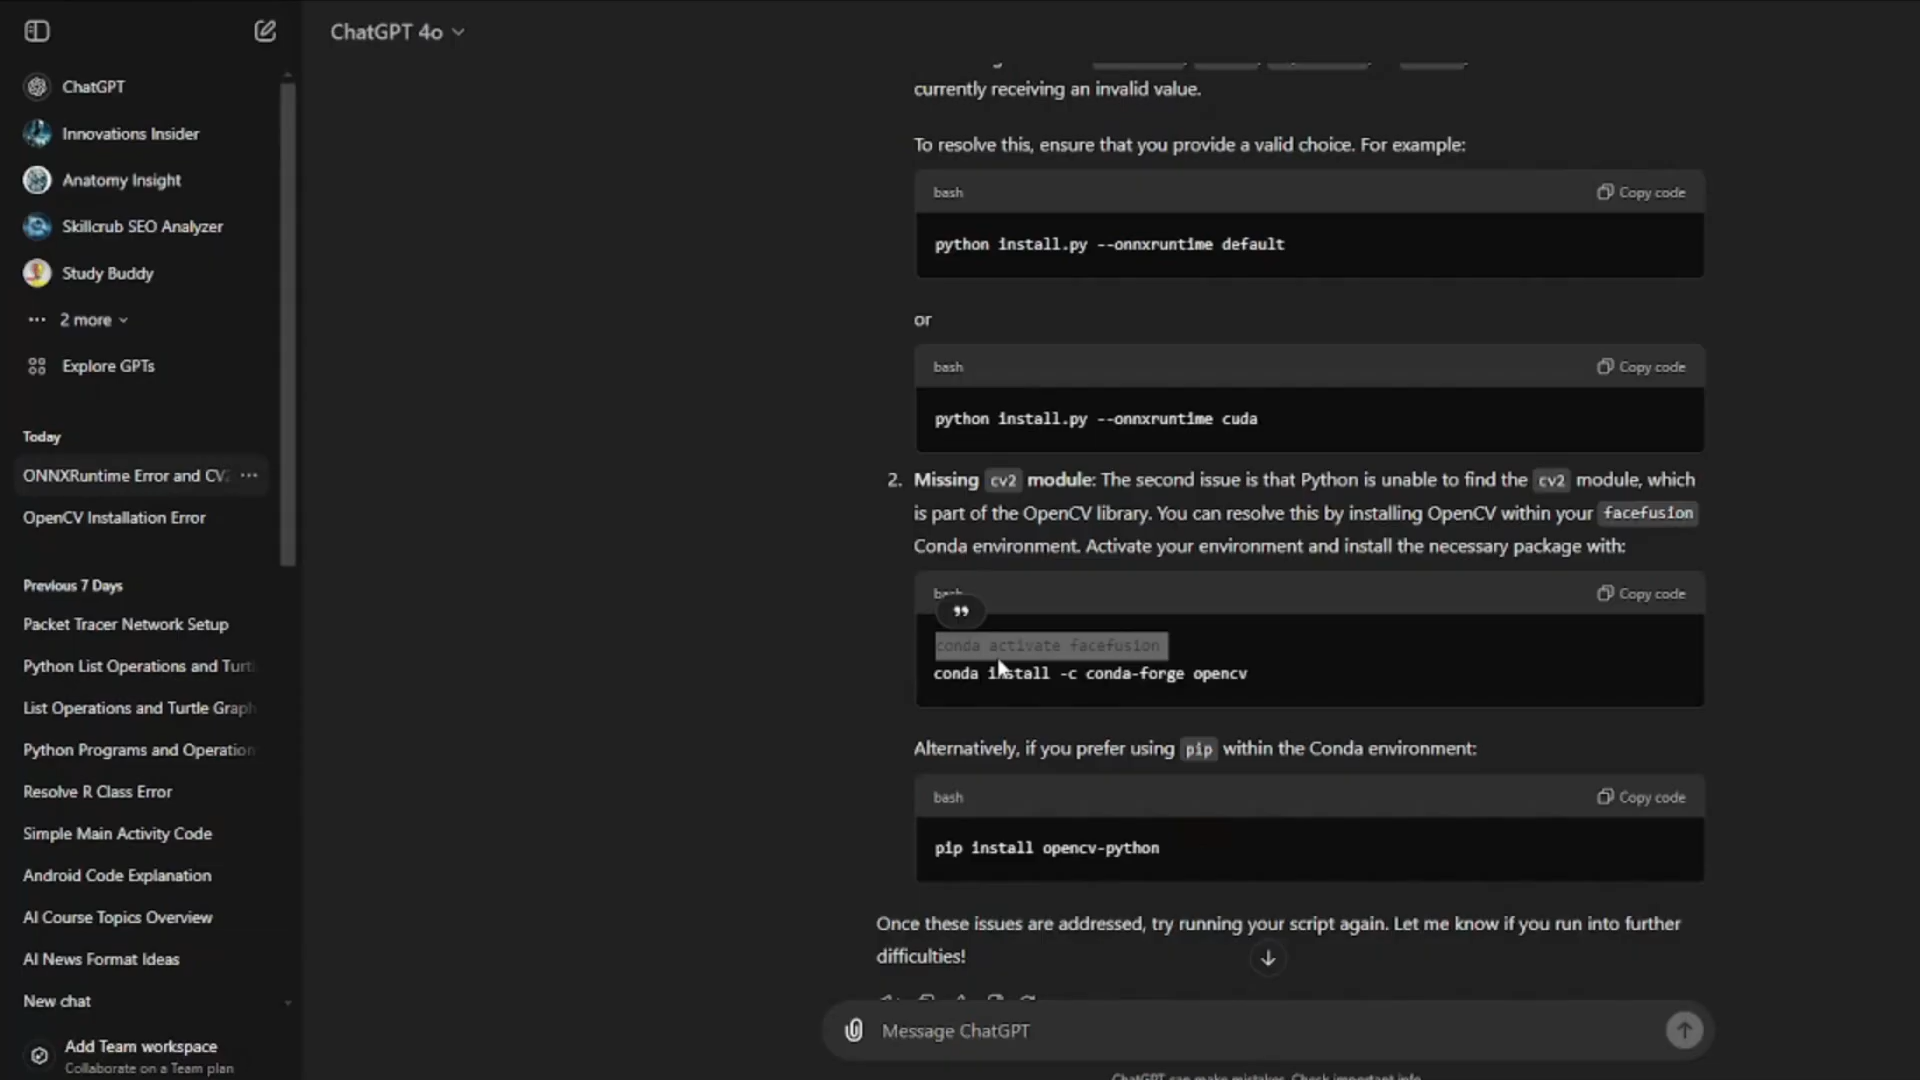 ChatGPT
Innovations Insider
Anatomy Insight
Skillcrub SEO Analyzer
Study Buddy
2 more
Explore GPTs
Today
ONNXRuntime Error and CV
OpenCV Installation Error
Previous 7 Days
Packet Tracer Network Setup
Python List Operations and Turt
List Operations and Turtle Graph
Python Programs and Operation
Resolve R Class Error
Simple Main Activity Code
Android Code Explanation
AI Course Topics Overview
AI News Format Ideas
New chat
Add Team workspace
Collaborate on a Team plan
ChatGPT 4o
currently receiving an invalid value.
To resolve this, ensure that you provide a valid choice. For example:
bash Copy code
python install.py --onnxruntime default
or
bash Copy code
python install.py --onnxruntime cuda
2. Missing cv2 module: The second issue is that Python is unable to find the cv2 module, which
is part of the OpenCV library. You can resolve this by installing OpenCV within your facefusion
Conda environment. Activate your environment and install the necessary package with:
bash Copy code
conda activate facefusion
conda install -c conda-forge opencv
Alternatively, if you prefer using pip within the Conda environment:
bash Copy code
pip install opencv-python
Once these issues are addressed, try running your script again. Let me know if you run into further
difficulties!
Message ChatGPT
ChatGPT can make mistakes. Check important info.